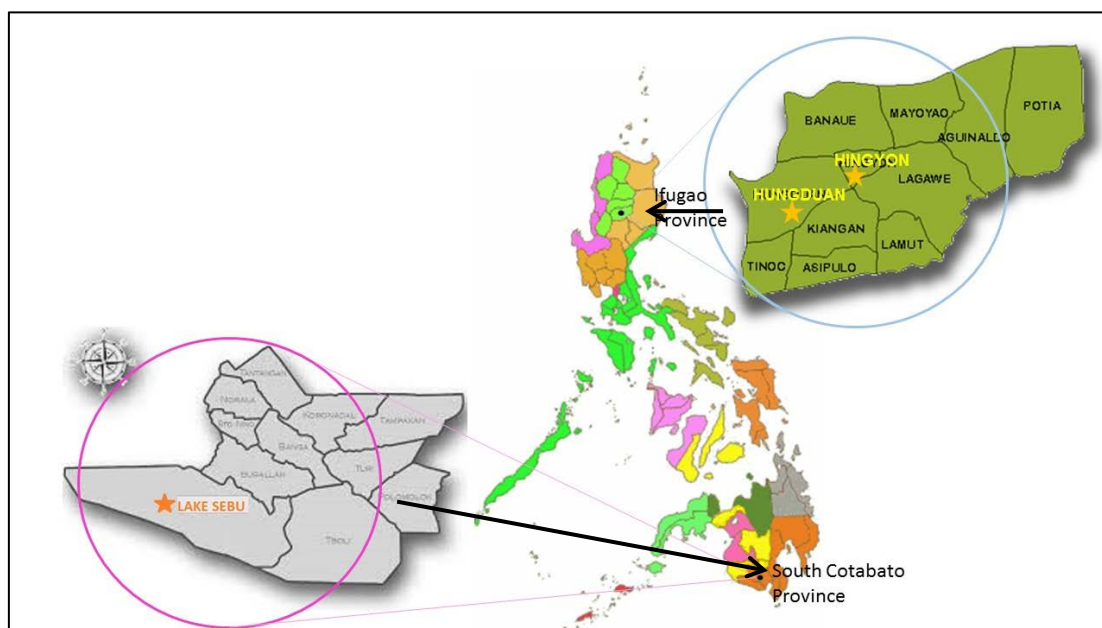 BANAUE
MAYOYAO
AGUINALDO
POTIA
HINGYON
LAGAWE
HUNGDUAN
KIANGAN
LAMUT
TINOC
ASIPULO
Ifugao
Province
TANTANGAN
NORALA
STO NINO
KORONADAL
TAMPAKAN
BANGA
SURALLAH
TUPI
POLOMOLOK
TBOLI
LAKE SEBU
South Cotabato
Province